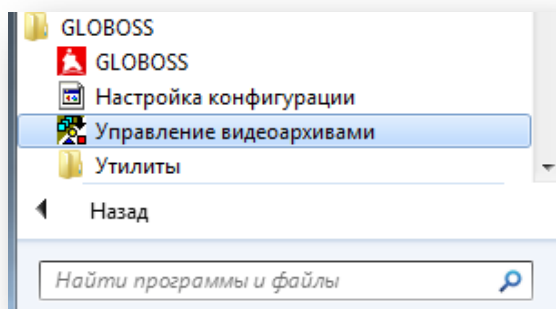 GLOBOSS
GLOBOSS
Настройка конфигурации
Управление видеоархивами
Утилиты
Назад
Найти программы и файлы